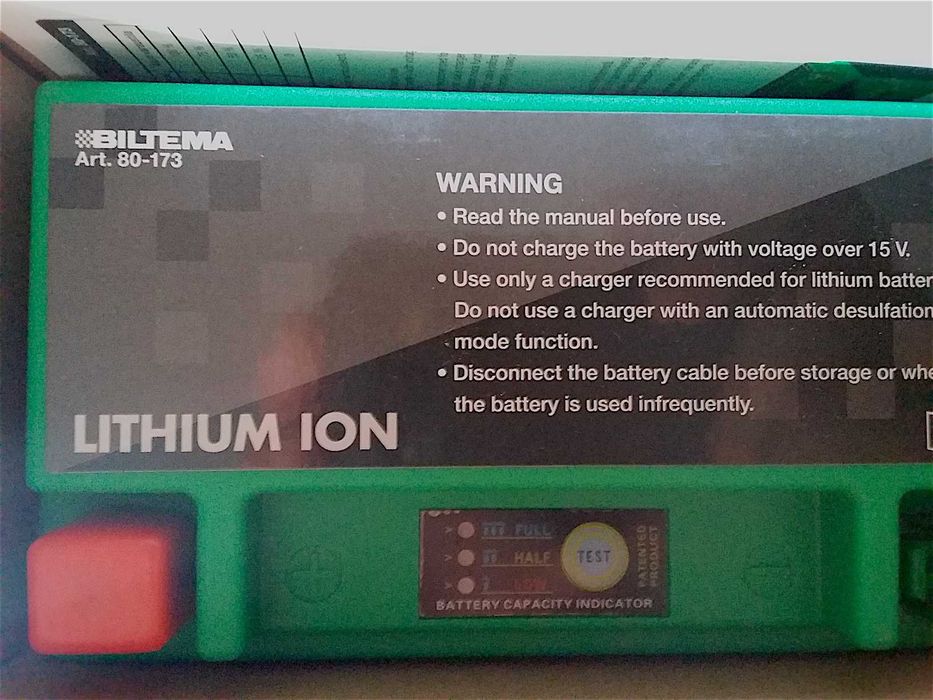 BILTEMA
Art. 80-173
WARNING
• Read the manual before use.
• Do not charge the battery with voltage over 15 V.
• Use only a charger recommended for lithium batter
Do not use a charger with an automatic desulfation
mode function.
• Disconnect the battery cable before storage or whe
the battery is used infrequently.
LITHIUM ION
FULL
HALF
LOW
TEST
PATENTED
PRODUCT
BATTERY CAPACITY INDICATOR